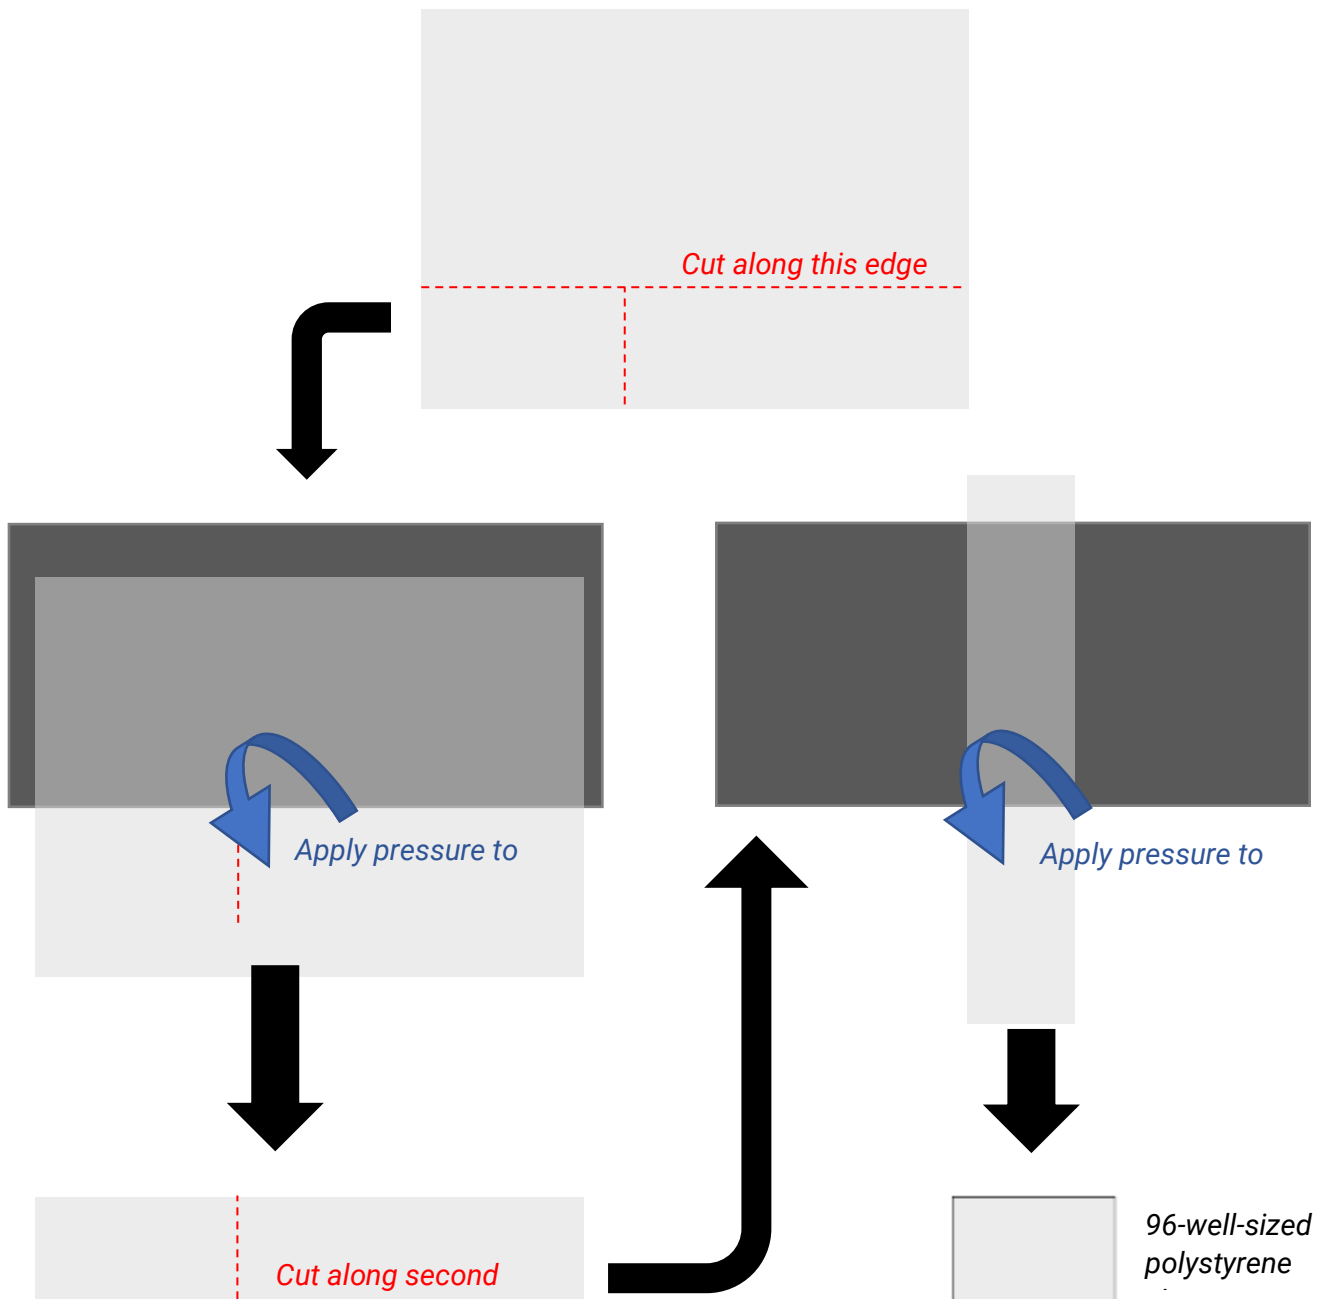 Cut along this edge
Apply pressure to
Apply pressure to
Cut along second
96-well-sized
polystyrene